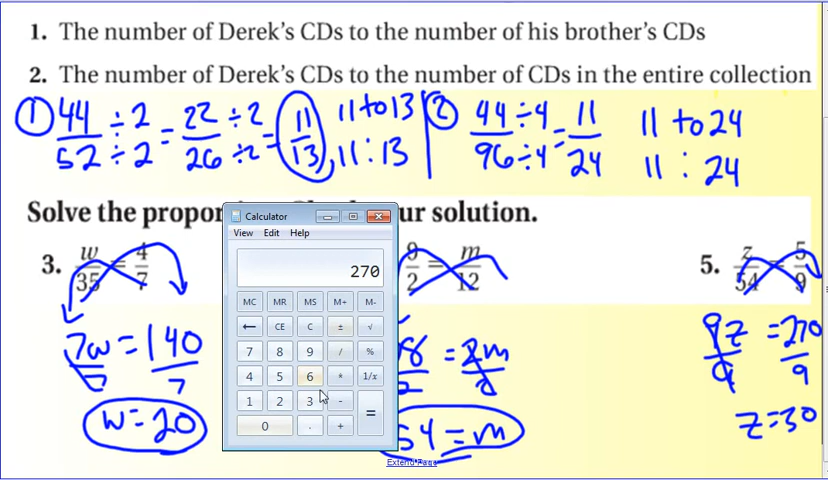 1. The number of Derek's CDs to the number of his brother's CDs
2. The number of Derek's CDs to the number of CDs in the entire collection
① 44/52 ÷2/÷2 = 22/26 ÷2/÷2 = 11/13, 11 to 13 11:13
② 44÷4/96÷4 = 11/24 11 to 24 11 : 24
Solve the propor ur solution.
3. w/35 = 4/7
9/2 = m/12
5. z/54 = 5/9
7w = 140
7
w = 20
8 = 2m
2
54 = m
9z = 270
9 9
z = 30
Calculator
View Edit Help
270
MC MR MS M+ M-
← CE C ± √
7 8 9 / %
4 5 6 * 1/x
1 2 3 - =
0 . +
Extend Page